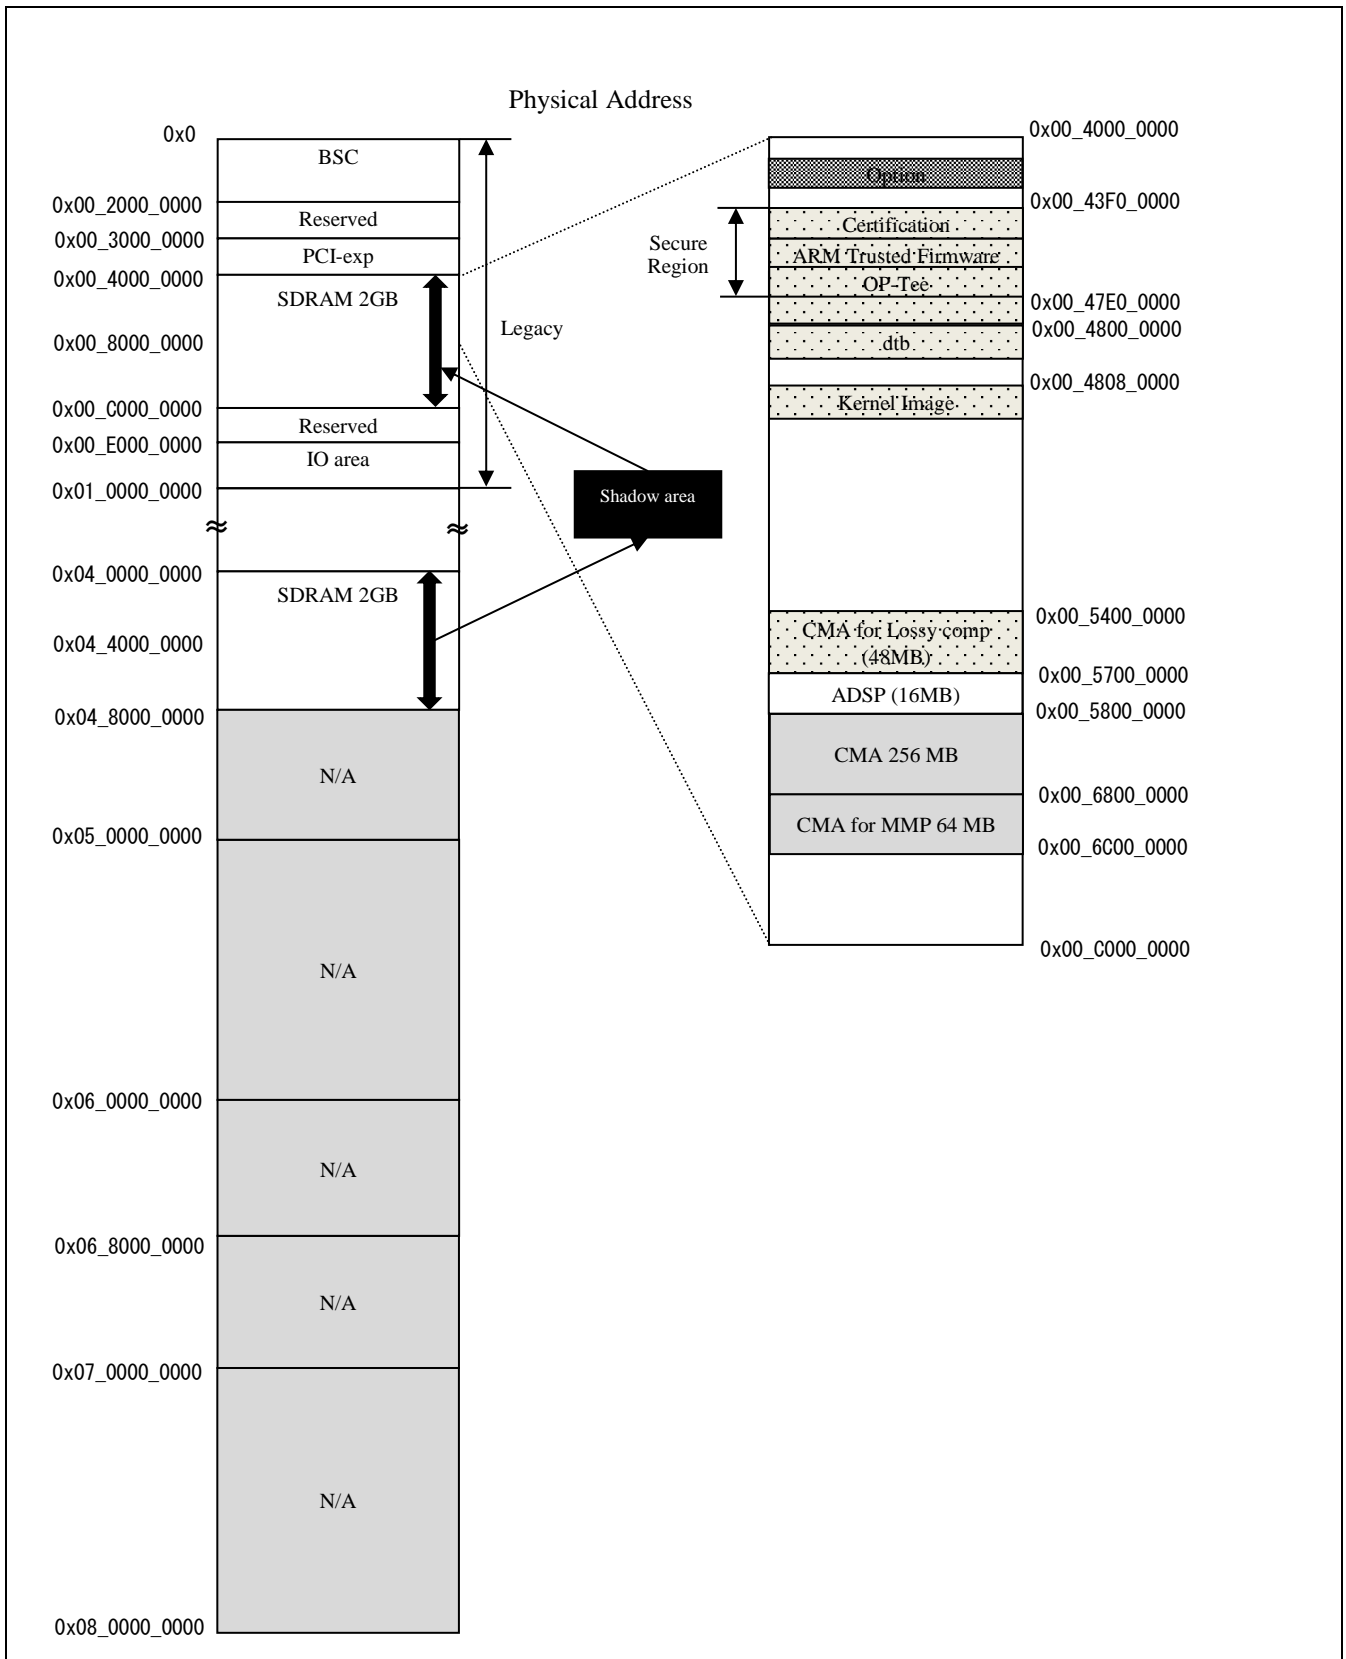 Physical Address
0x0
BSC
0x00_2000_0000
Reserved
0x00_3000_0000
PCI-exp
0x00_4000_0000
SDRAM 2GB
0x00_8000_0000
Legacy
0x00_C000_0000
Reserved
0x00_E000_0000
IO area
0x01_0000_0000
Shadow area
0x04_0000_0000
SDRAM 2GB
0x04_4000_0000
0x04_8000_0000
N/A
0x05_0000_0000
N/A
0x06_0000_0000
N/A
0x06_8000_0000
N/A
0x07_0000_0000
N/A
0x08_0000_0000
0x00_4000_0000
Option
0x00_43F0_0000
Secure
Region
Certification
ARM Trusted Firmware
OP-Tee
0x00_47E0_0000
0x00_4800_0000
dtb
0x00_4808_0000
Kernel Image
0x00_5400_0000
CMA for Lossy comp
(48MB)
0x00_5700_0000
ADSP (16MB)
0x00_5800_0000
CMA 256 MB
0x00_6800_0000
CMA for MMP 64 MB
0x00_6C00_0000
0x00_C000_0000